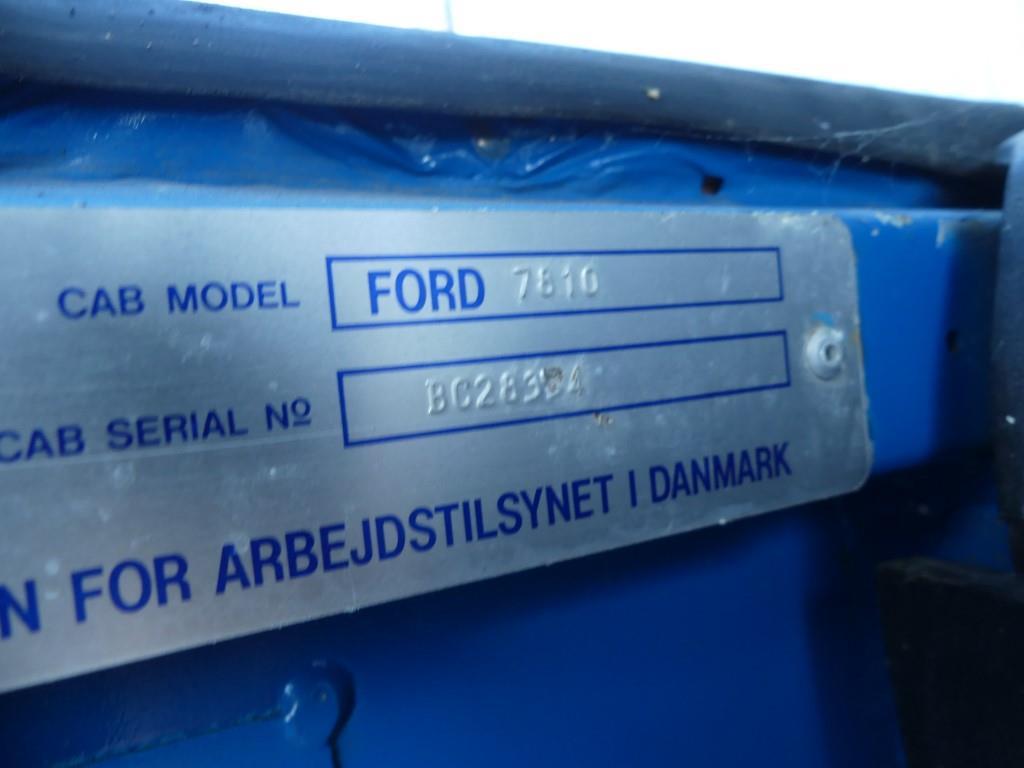 CAB MODEL FORD 7810
CAB SERIAL Nº
N FOR ARBEJDSTILSYNET I DANMARK